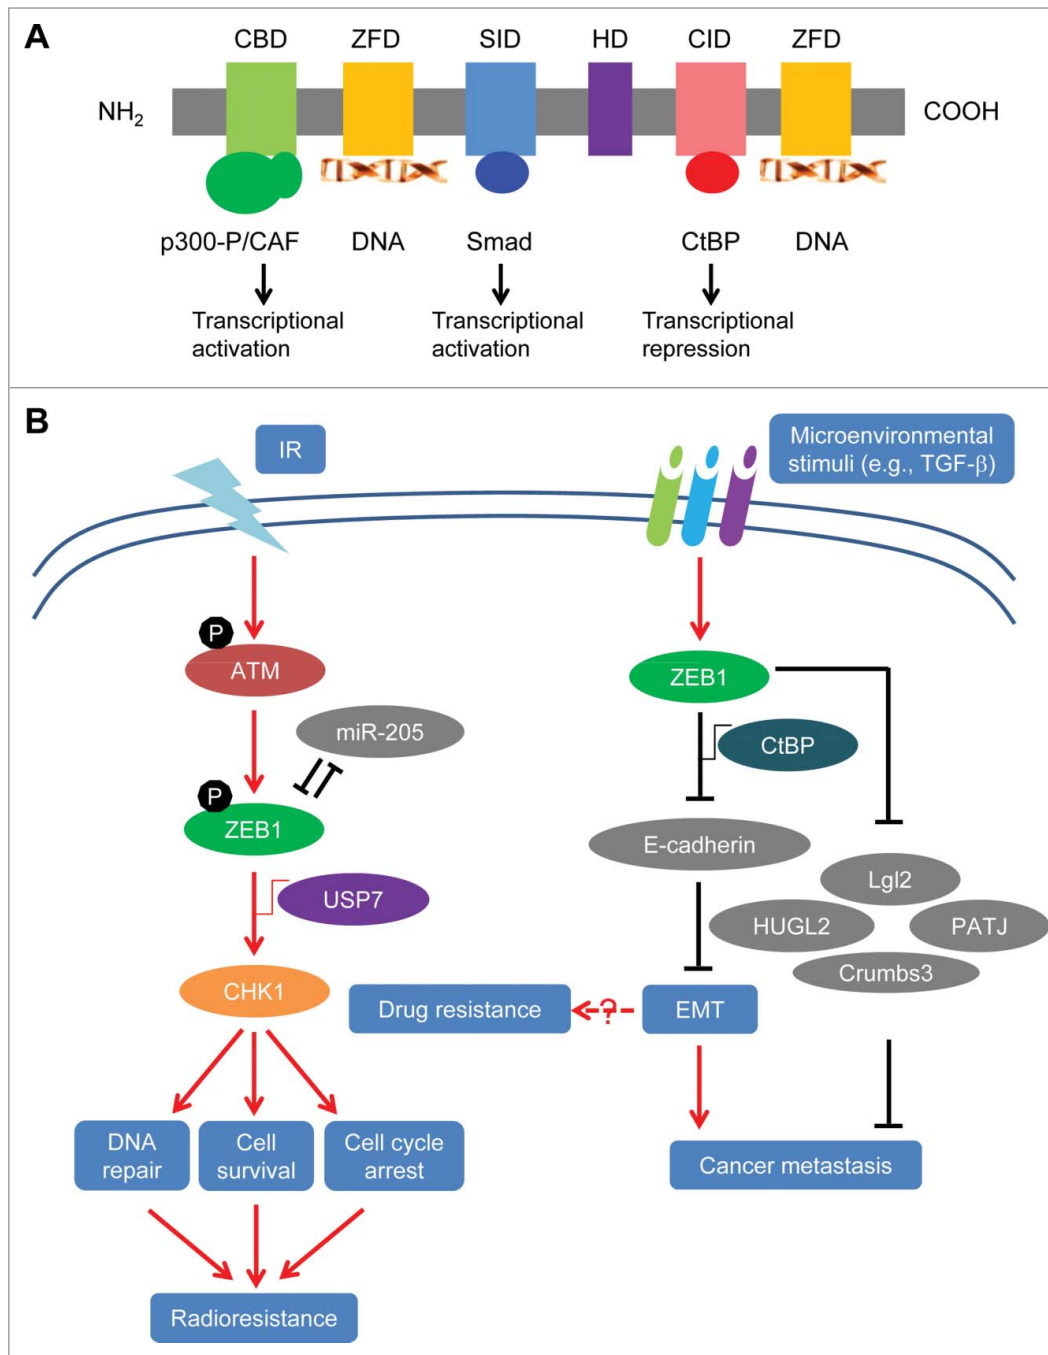 A
CBD ZFD SID HD CID ZFD
NH2 COOH
p300-P/CAF DNA Smad CtBP DNA
Transcriptional Transcriptional Transcriptional
activation activation repression
B
IR
Microenvironmental
stimuli (e.g., TGF-β)
P
ATM
ZEB1
miR-205
CtBP
P
ZEB1
E-cadherin
Lgl2
USP7
HUGL2 PATJ
Crumbs3
CHK1
Drug resistance ? EMT
DNA
repair
Cell
survival
Cell cycle
arrest
Cancer metastasis
Radioresistance